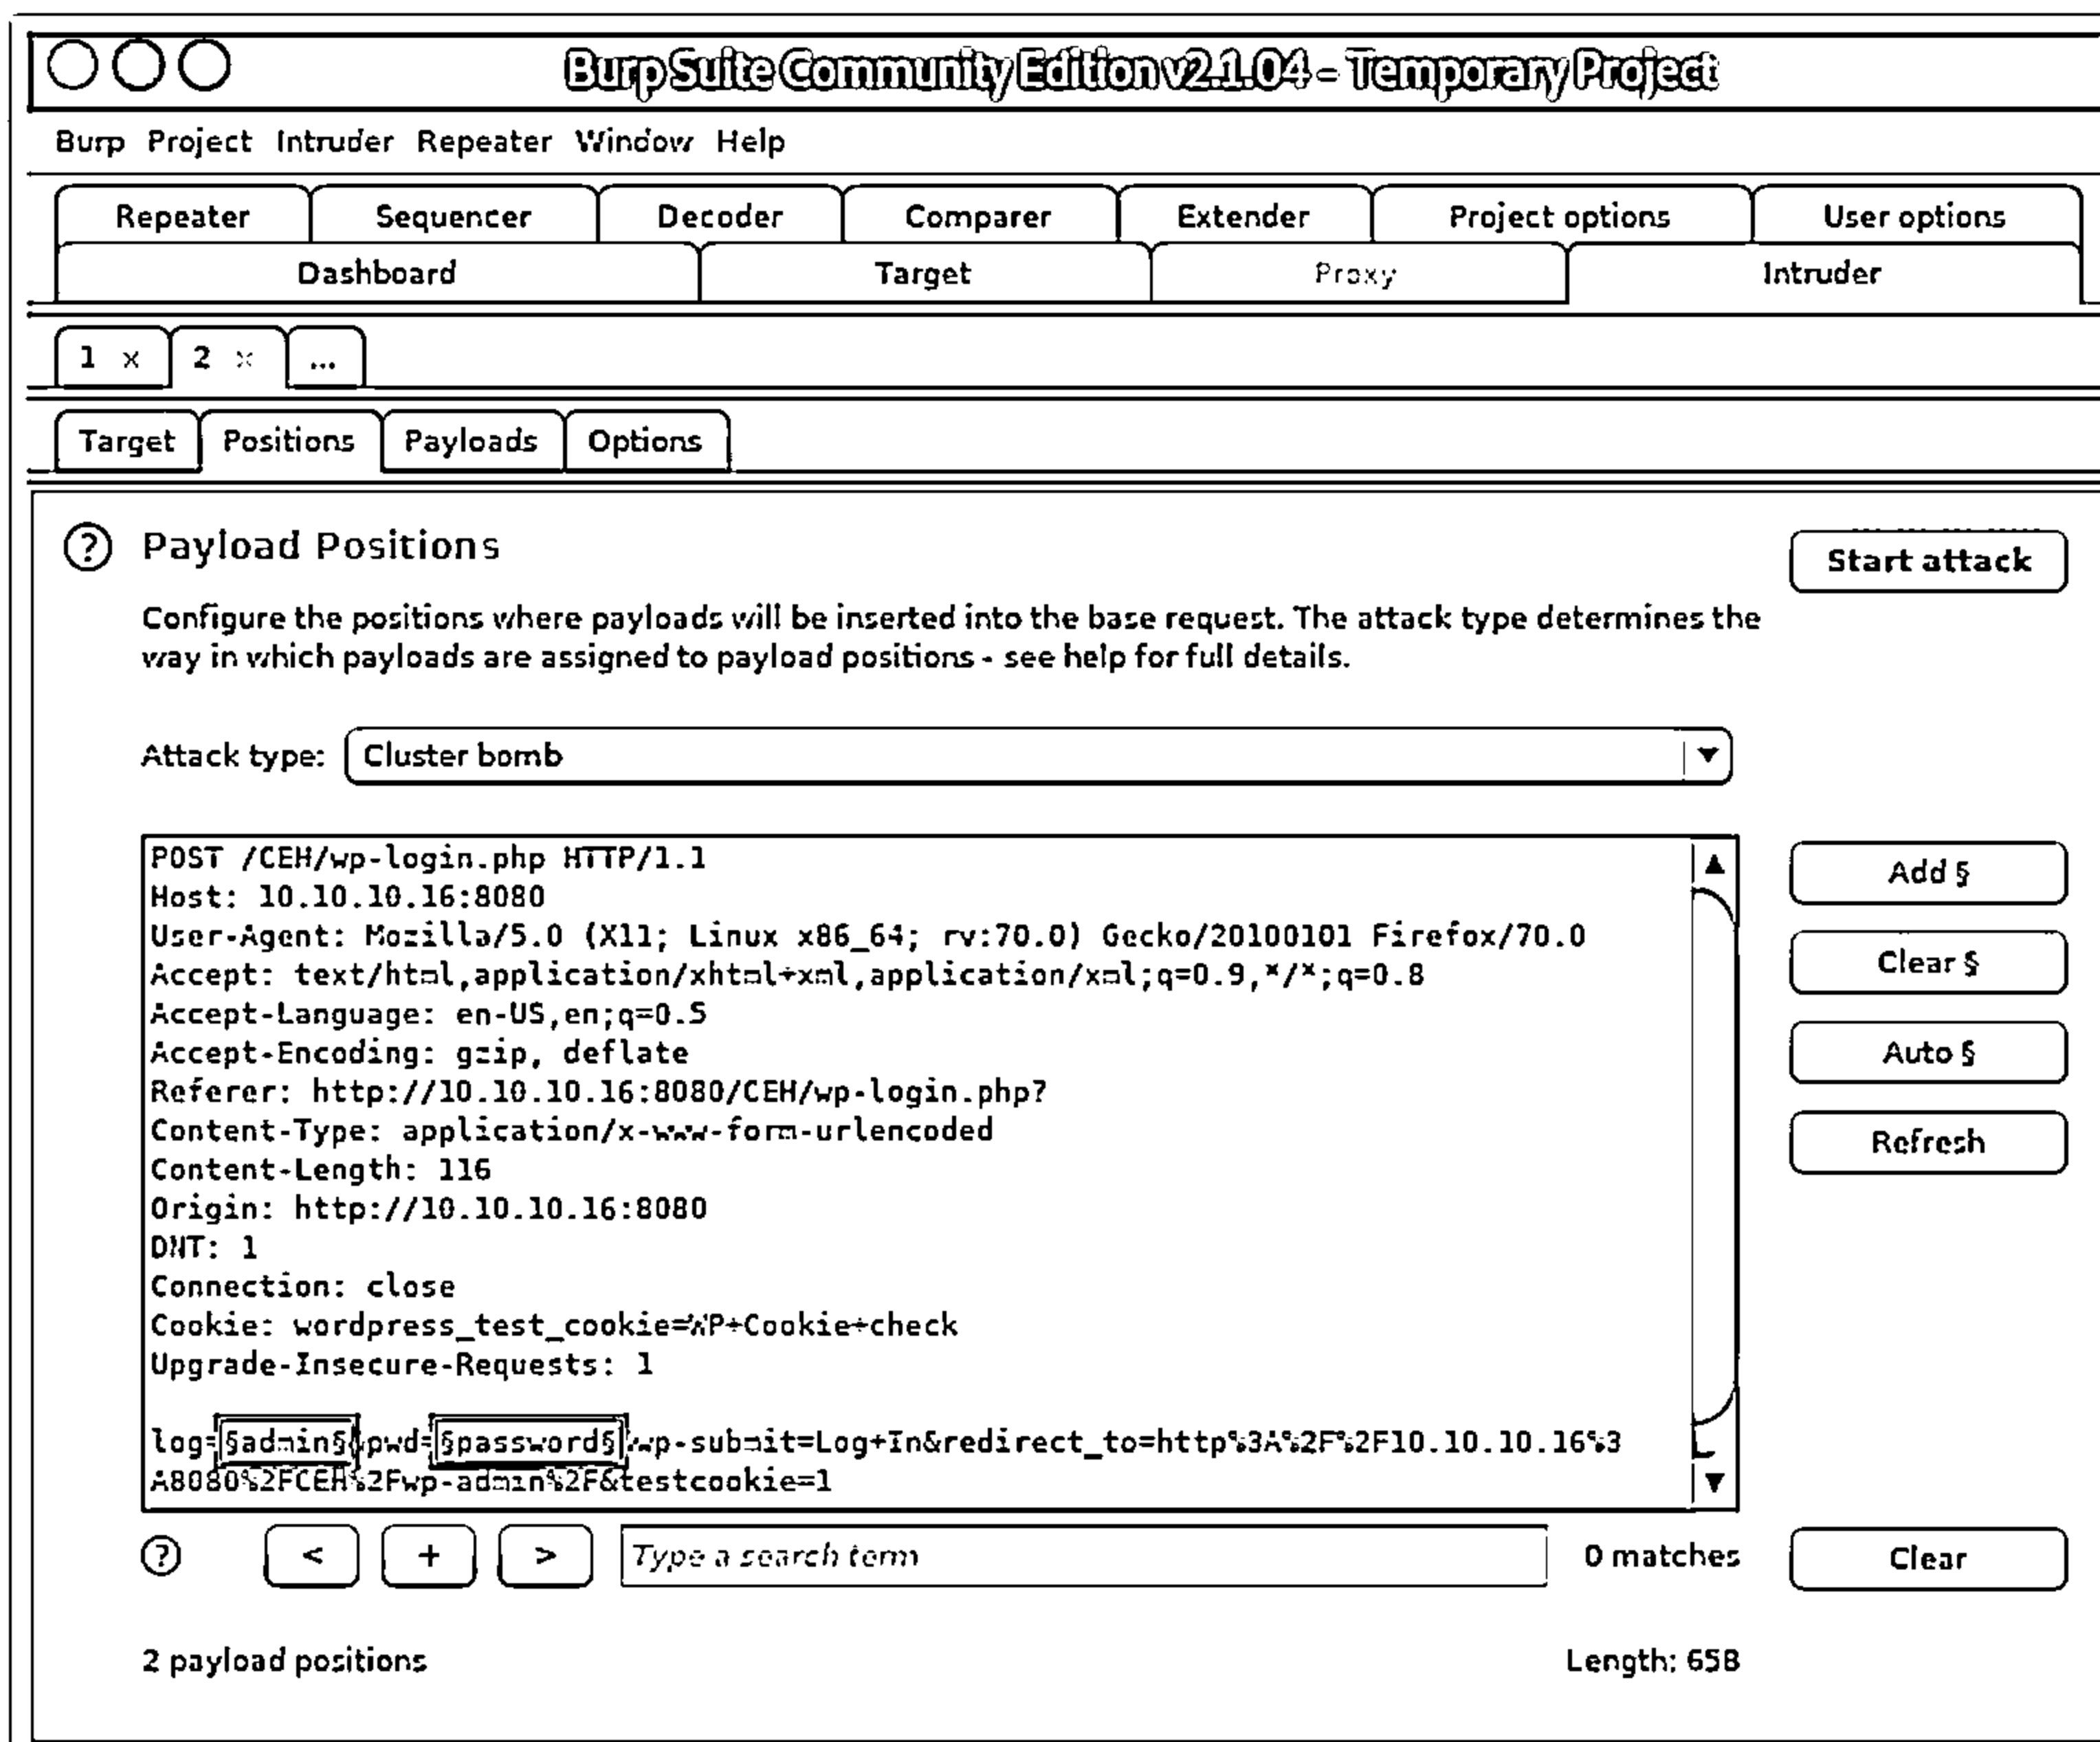 Burp Suite Community Edition v2.1.04 - Temporary Project
Burp Project Intruder Repeater Window Help
Repeater Sequencer Decoder Comparer Extender Project options User options
Dashboard Target Proxy Intruder
1 x 2 x ...
Target Positions Payloads Options
? Payload Positions
Start attack
Configure the positions where payloads will be inserted into the base request. The attack type determines the
way in which payloads are assigned to payload positions - see help for full details.
Attack type: Cluster bomb
POST /CEH/wp-login.php HTTP/1.1
Host: 10.10.10.16:8080
User-Agent: Mozilla/5.0 (X11; Linux x86_64; rv:70.0) Gecko/20100101 Firefox/70.0
Accept: text/html,application/xhtml+xml,application/xml;q=0.9,*/*;q=0.8
Accept-Language: en-US,en;q=0.5
Accept-Encoding: gzip, deflate
Referer: http://10.10.10.16:8080/CEH/wp-login.php?
Content-Type: application/x-www-form-urlencoded
Content-Length: 116
Origin: http://10.10.10.16:8080
DNT: 1
Connection: close
Cookie: wordpress_test_cookie=WP+Cookie+check
Upgrade-Insecure-Requests: 1
log=§admin§&pwd=§password§&wp-submit=Log+In&redirect_to=http%3A%2F%2F10.10.10.16%3
A8080%2FCEH%2Fwp-admin%2F&testcookie=1
Add §
Clear §
Auto §
Refresh
? < + > Type a search term 0 matches Clear
2 payload positions Length: 658